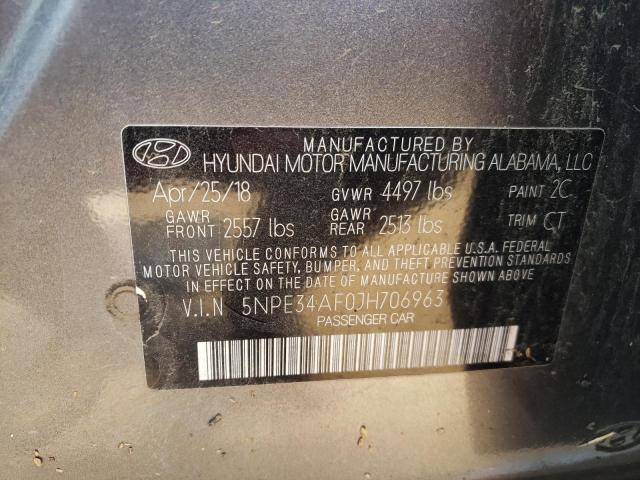 MANUFACTURED BY
HYUNDAI MOTOR MANUFACTURING ALABAMA, LLC
Apr/25/18 GVWR 4497 lbs PAINT 2C
GAWR FRONT 2557 lbs GAWR REAR 2513 lbs TRIM CT
THIS VEHICLE CONFORMS TO ALL APPLICABLE U.S.A. FEDERAL
MOTOR VEHICLE SAFETY, BUMPER, AND THEFT PREVENTION
STANDARDS IN EFFECT ON THE DATE OF MANUFACTURE SHOWN ABOVE.
V.I.N 5NPE34AF0JH706963
PASSENGER CAR